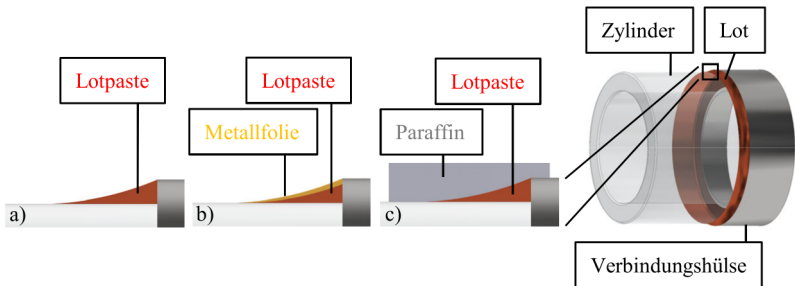 Zylinder
Lot
Lotpaste
Lotpaste
Lotpaste
Metallfolie
Paraffin
a)
b)
c)
Verbindungshülse